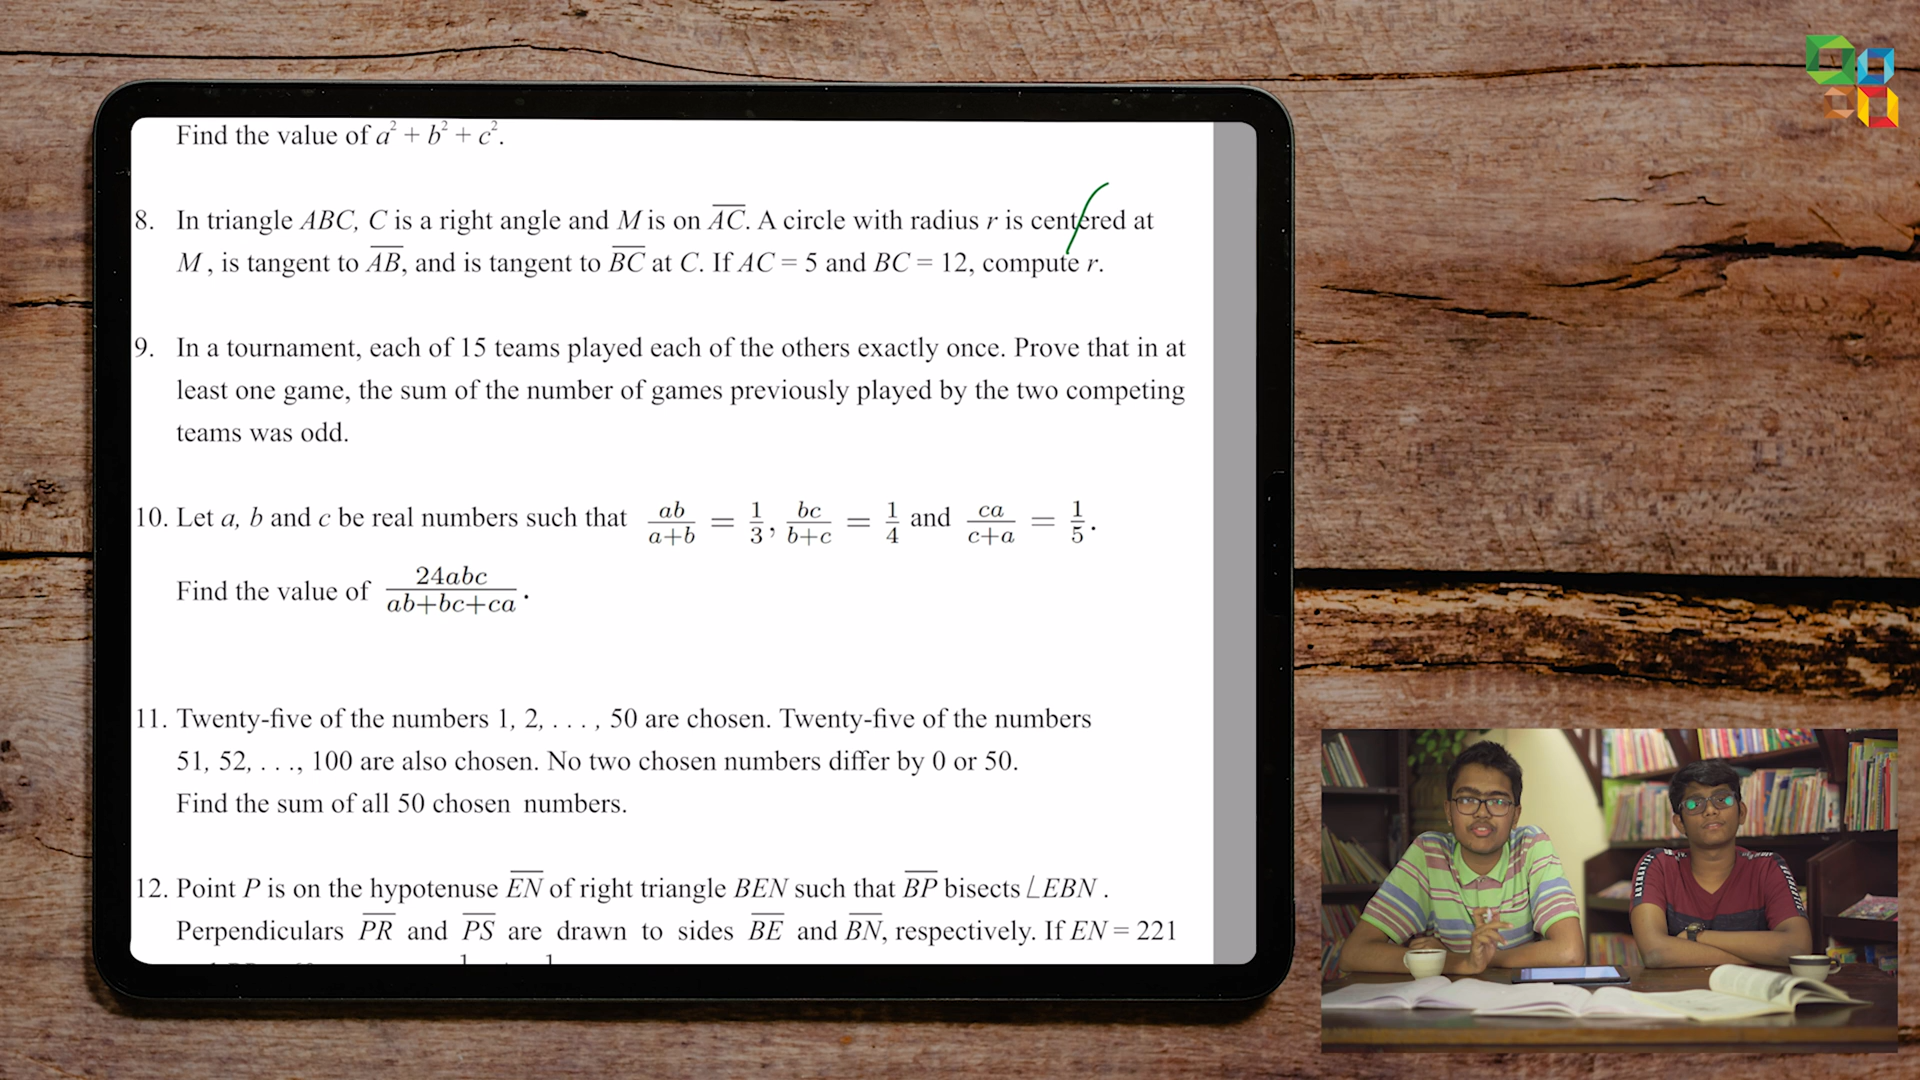 Find the value of a² + b² + c².
8. In triangle ABC, C is a right angle and M is on AC. A circle with radius r is centered at
M , is tangent to AB, and is tangent to BC at C. If AC = 5 and BC = 12, compute r.
9. In a tournament, each of 15 teams played each of the others exactly once. Prove that in at
least one game, the sum of the number of games previously played by the two competing
teams was odd.
10. Let a, b and c be real numbers such that ab/a+b = 1/3, bc/b+c = 1/4 and ca/c+a = 1/5.
Find the value of 24abc/ab+bc+ca.
11. Twenty-five of the numbers 1, 2, . . . , 50 are chosen. Twenty-five of the numbers
51, 52, . . ., 100 are also chosen. No two chosen numbers differ by 0 or 50.
Find the sum of all 50 chosen numbers.
12. Point P is on the hypotenuse EN of right triangle BEN such that BP bisects ∠EBN .
Perpendiculars PR and PS are drawn to sides BE and BN, respectively. If EN = 221